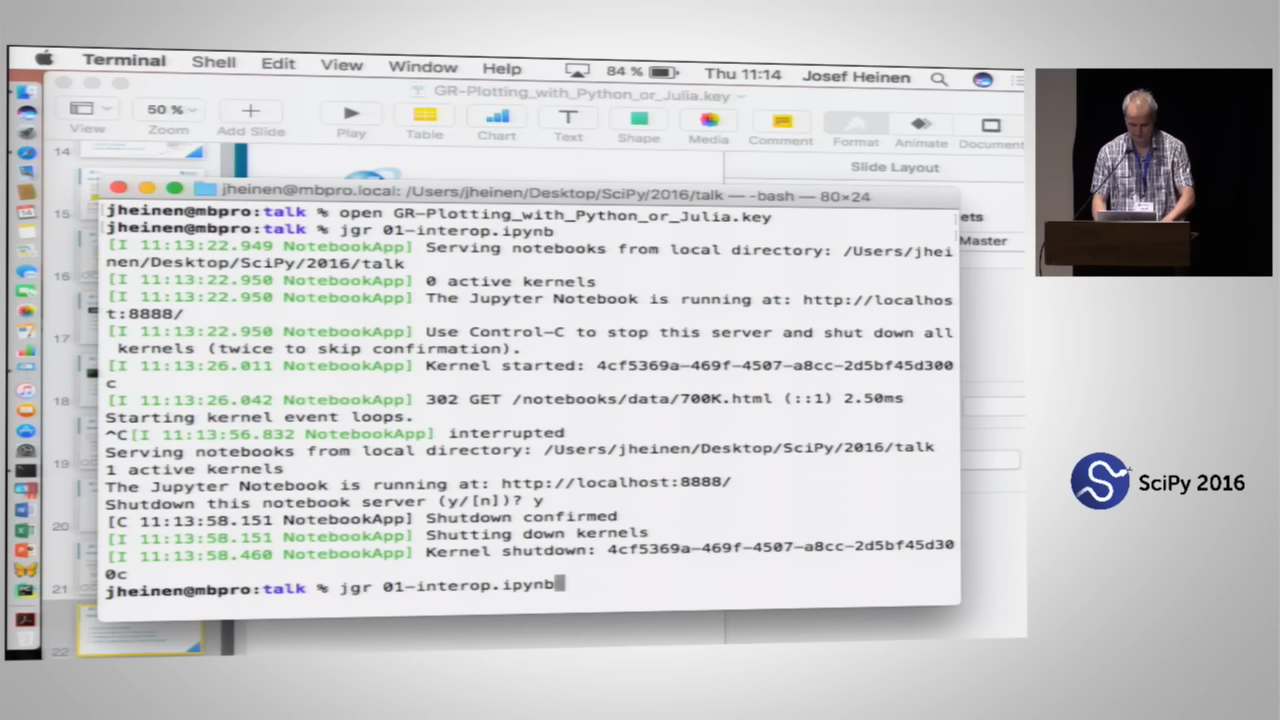 Terminal Shell Edit View Window Help 84 % Thu 11:14 Josef Heinen
GR-Plotting_with_Python_or_Julia.key
50 %
View Zoom Add Slide Play Table Chart Text Shape Media Comment Format Animate Document
14
Slide Layout
15
16
17
18
19
20
21
22
Master
jheinen@mbpro.local: /Users/jheinen/Desktop/SciPy/2016/talk — -bash — 80×24
jheinen@mbpro:talk % open GR-Plotting_with_Python_or_Julia.key
jheinen@mbpro:talk % jgr 01-interop.ipynb
[I 11:13:22.949 NotebookApp] Serving notebooks from local directory: /Users/jhei
nen/Desktop/SciPy/2016/talk
[I 11:13:22.950 NotebookApp] 0 active kernels
[I 11:13:22.950 NotebookApp] The Jupyter Notebook is running at: http://localhos
t:8888/
[I 11:13:22.950 NotebookApp] Use Control-C to stop this server and shut down all
kernels (twice to skip confirmation).
[I 11:13:26.011 NotebookApp] Kernel started: 4cf5369a-469f-4507-a8cc-2d5bf45d300
c
[I 11:13:26.042 NotebookApp] 302 GET /notebooks/data/700K.html (::1) 2.50ms
Starting kernel event loops.
^C[I 11:13:56.832 NotebookApp] interrupted
Serving notebooks from local directory: /Users/jheinen/Desktop/SciPy/2016/talk
1 active kernels
The Jupyter Notebook is running at: http://localhost:8888/
Shutdown this notebook server (y/[n])? y
[C 11:13:58.151 NotebookApp] Shutdown confirmed
[I 11:13:58.151 NotebookApp] Shutting down kernels
[I 11:13:58.460 NotebookApp] Kernel shutdown: 4cf5369a-469f-4507-a8cc-2d5bf45d30
0c
jheinen@mbpro:talk % jgr 01-interop.ipynb
SciPy 2016